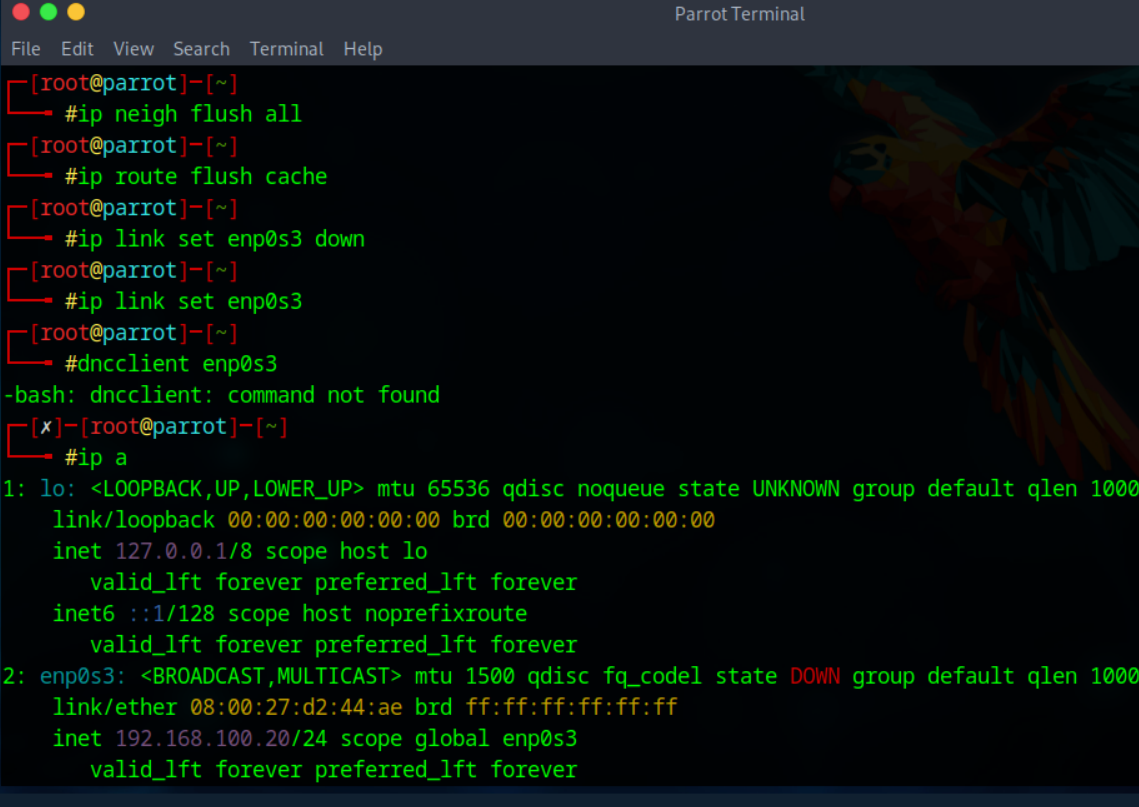 Parrot Terminal
File Edit View Search Terminal Help
┌─[root@parrot]─[~]
└──╼ #ip neigh flush all
┌─[root@parrot]─[~]
└──╼ #ip route flush cache
┌─[root@parrot]─[~]
└──╼ #ip link set enp0s3 down
┌─[root@parrot]─[~]
└──╼ #ip link set enp0s3
┌─[root@parrot]─[~]
└──╼ #dncclient enp0s3
-bash: dncclient: command not found
┌─[✗]─[root@parrot]─[~]
└──╼ #ip a
1: lo: <LOOPBACK,UP,LOWER_UP> mtu 65536 qdisc noqueue state UNKNOWN group default qlen 1000
    link/loopback 00:00:00:00:00:00 brd 00:00:00:00:00:00
    inet 127.0.0.1/8 scope host lo
       valid_lft forever preferred_lft forever
    inet6 ::1/128 scope host noprefixroute
       valid_lft forever preferred_lft forever
2: enp0s3: <BROADCAST,MULTICAST> mtu 1500 qdisc fq_codel state DOWN group default qlen 1000
    link/ether 08:00:27:d2:44:ae brd ff:ff:ff:ff:ff:ff
    inet 192.168.100.20/24 scope global enp0s3
       valid_lft forever preferred_lft forever